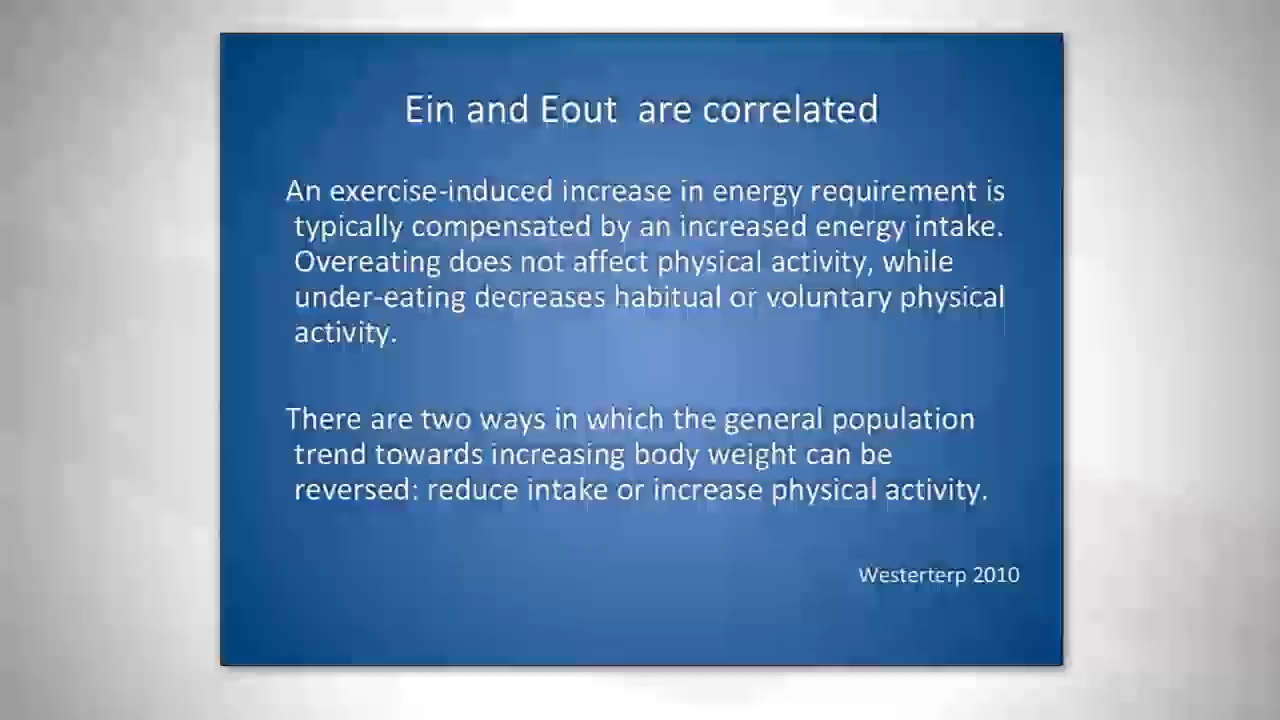 Ein and Eout are correlated
An exercise-induced increase in energy requirement is
typically compensated by an increased energy intake.
Overeating does not affect physical activity, while
under-eating decreases habitual or voluntary physical
activity.
There are two ways in which the general population
trend towards increasing body weight can be
reversed: reduce intake or increase physical activity.
Westerterp 2010